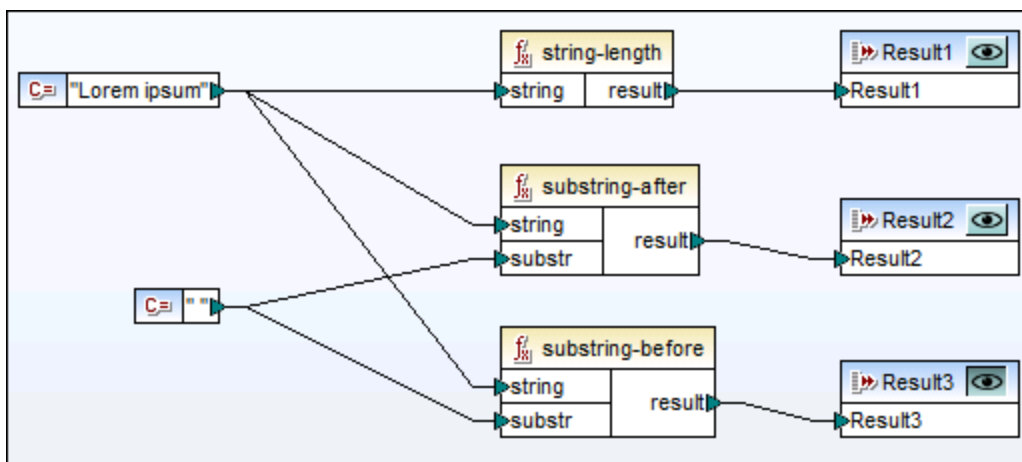 string-length
Result1
C= "Lorem ipsum"
string result
Result1
substring-after
string
Result2
result
substr
Result2
C= " "
substring-before
string
Result3
result
substr
Result3